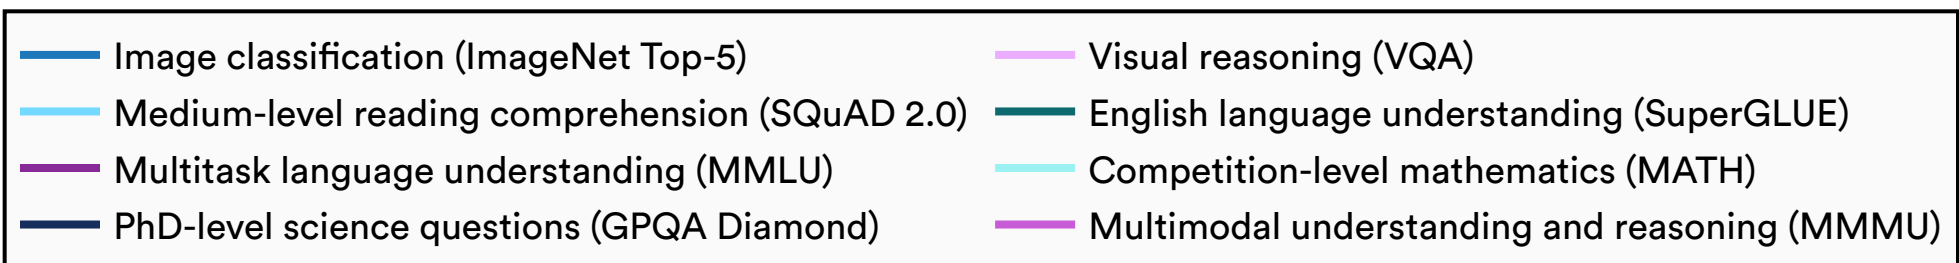 Image classification (ImageNet Top-5)
Visual reasoning (VQA)
Medium-level reading comprehension (SQuAD 2.0)
English language understanding (SuperGLUE)
Multitask language understanding (MMLU)
Competition-level mathematics (MATH)
PhD-level science questions (GPQA Diamond)
Multimodal understanding and reasoning (MMMU)